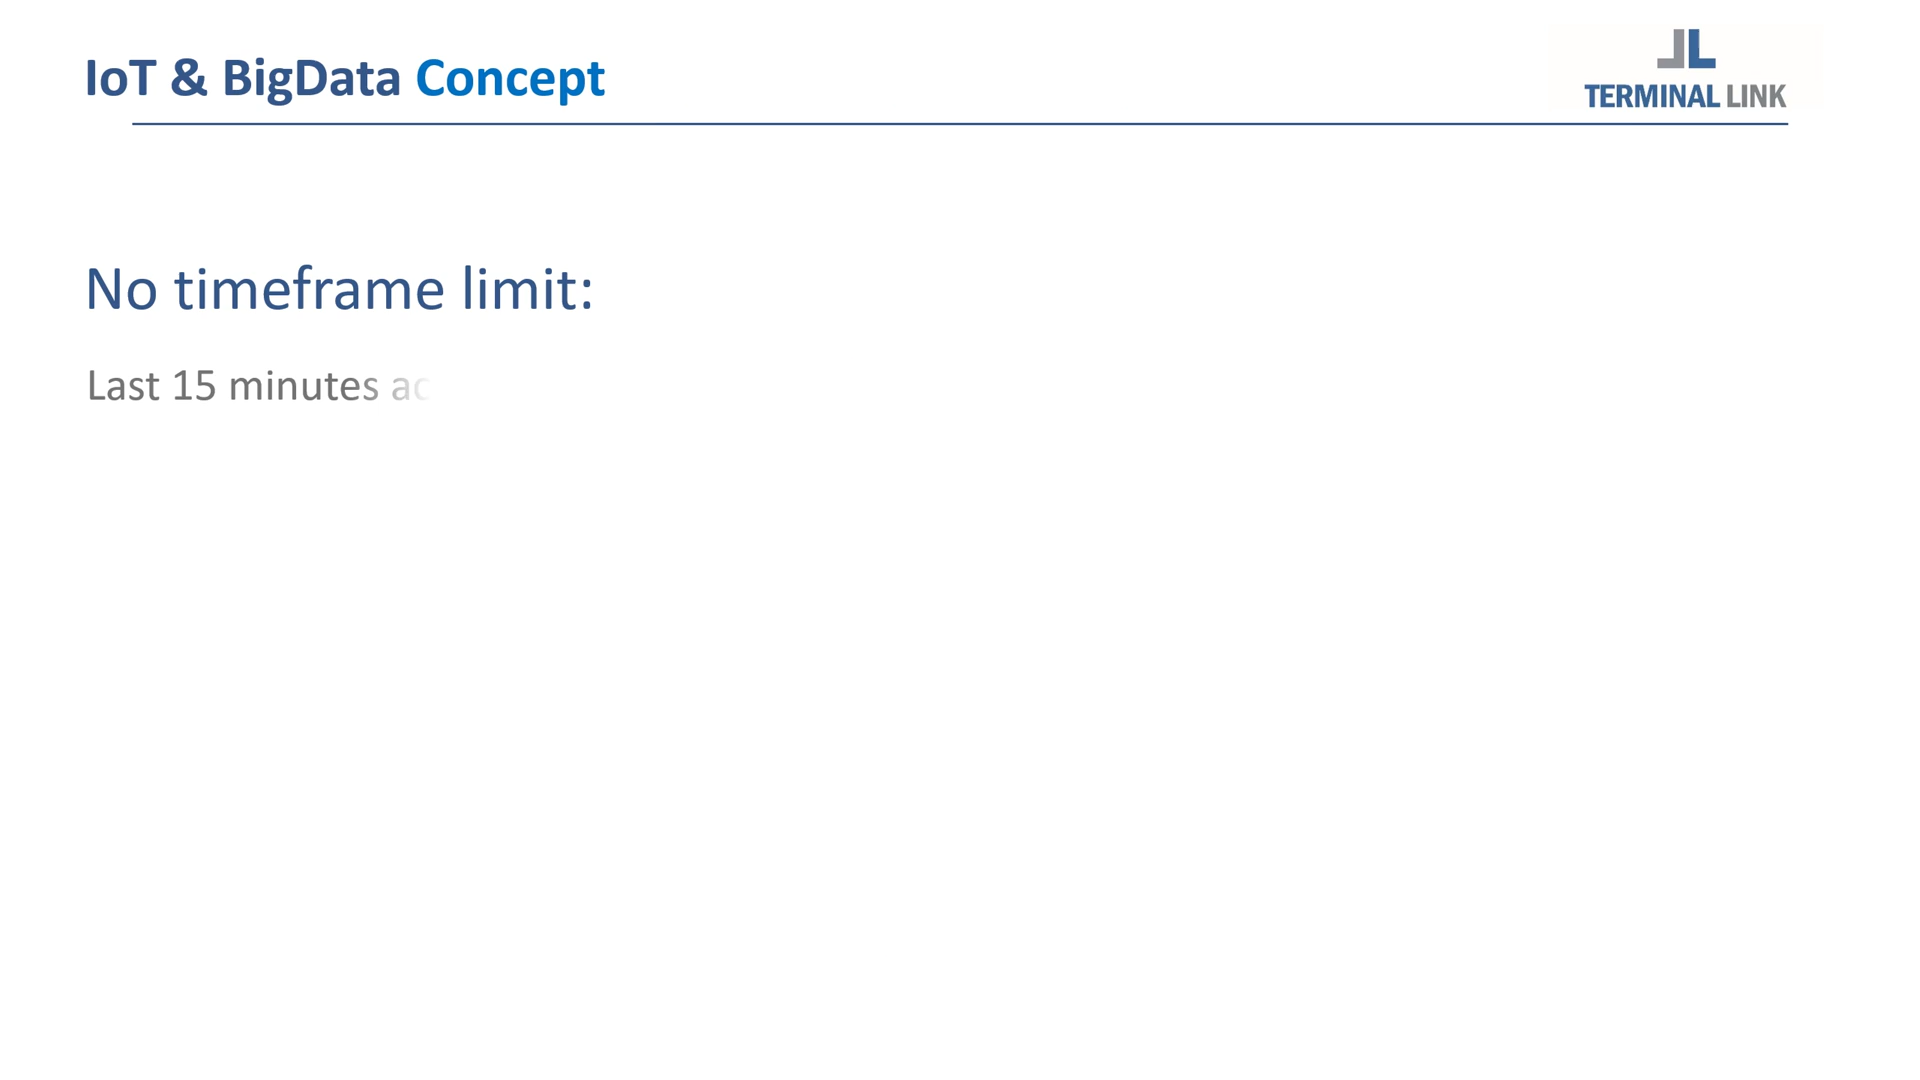 IoT & BigData Concept
TERMINAL LINK
No timeframe limit:
Last 15 minutes